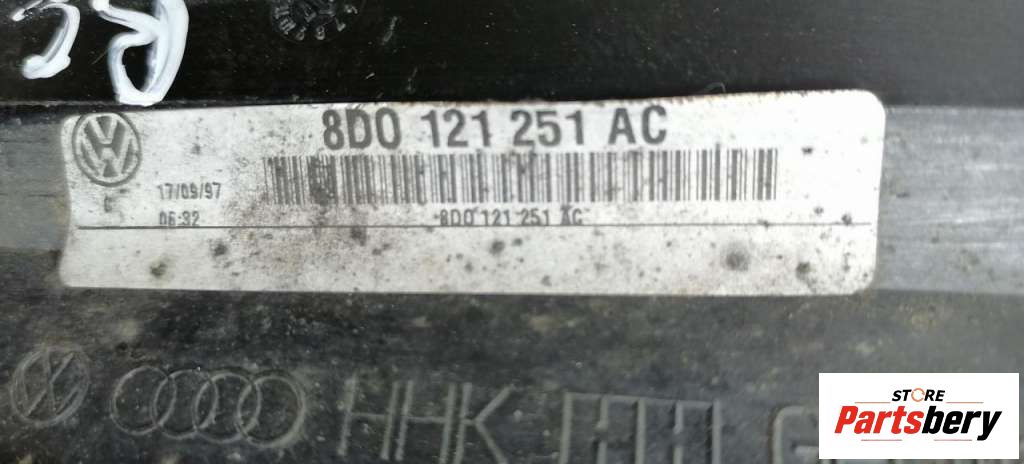 8D0 121 251 AC
17/09/97
06:32
8D0 121 251 AC
HHK
STORE
Partsbery